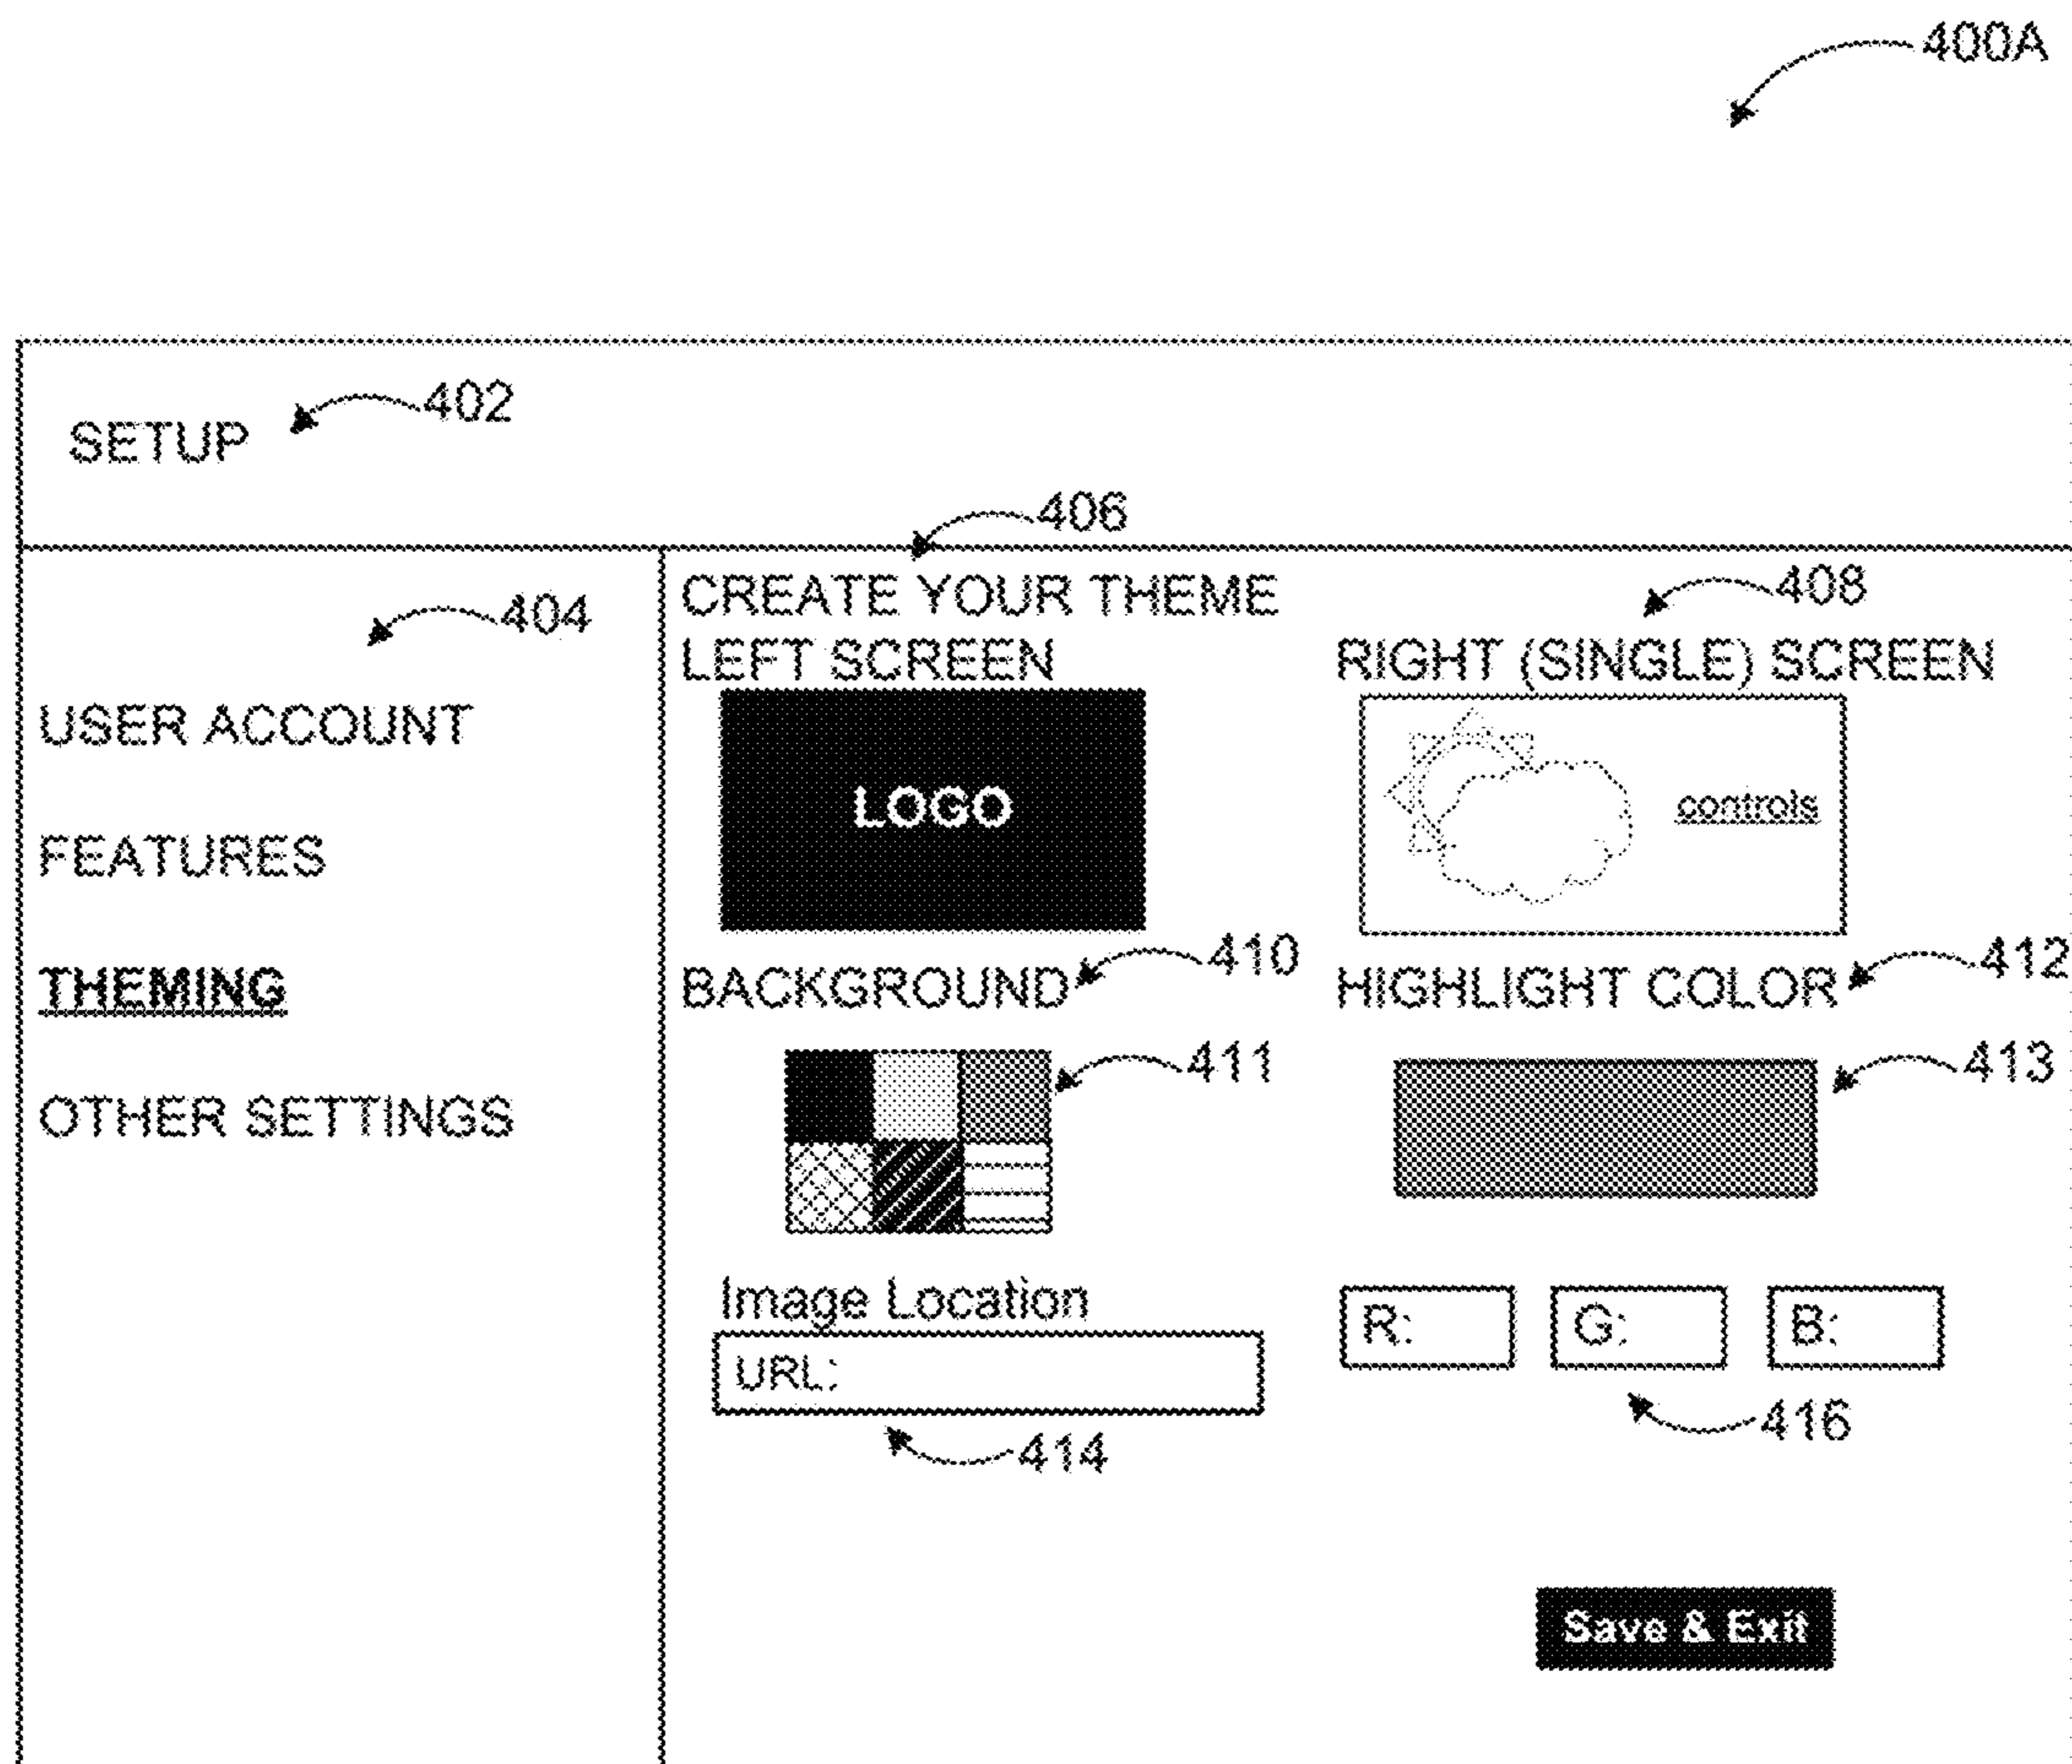 400A
SETUP
402
406
404
USER ACCOUNT
FEATURES
THEMING
OTHER SETTINGS
CREATE YOUR THEME
408
LEFT SCREEN
RIGHT (SINGLE) SCREEN
LOGO
controls
BACKGROUND
410
HIGHLIGHT COLOR
412
411
413
Image Location
URL:
414
R:
G:
B:
416
Save & Exit